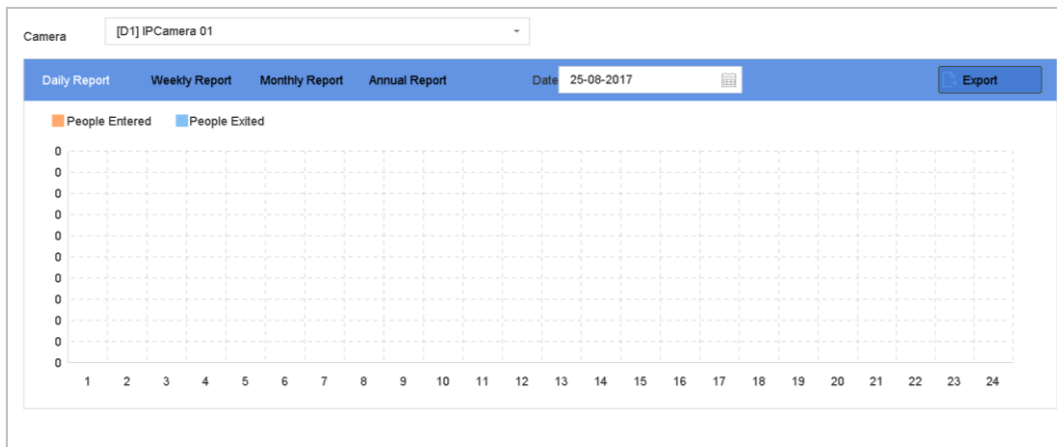 Camera [D1] IPCamera 01
Daily Report Weekly Report Monthly Report Annual Report Date 25-08-2017 Export
People Entered People Exited
0
0
0
0
0
0
0
0
0
0
0
1 2 3 4 5 6 7 8 9 10 11 12 13 14 15 16 17 18 19 20 21 22 23 24